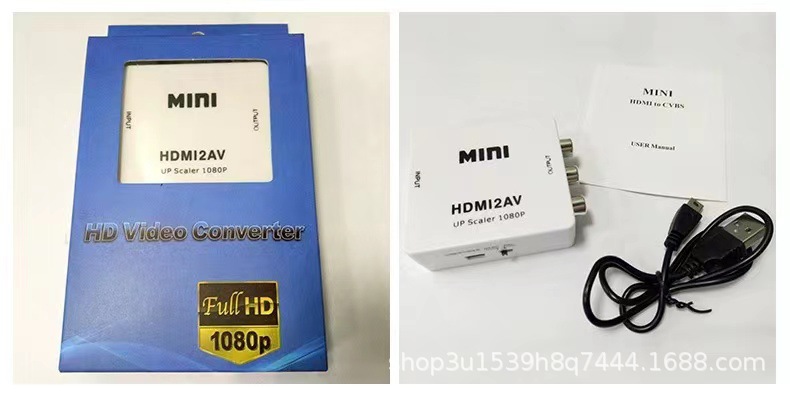 MINI
INPUT
OUTPUT
HDMI2AV
UP Scaler 1080P
HD Video Converter
Full HD
1080p
MINI
INPUT
OUTPUT
HDMI2AV
UP Scaler 1080P
MINI
HDMI to CVBS
USER Manual
shop3u1539h8q7444.1688.com